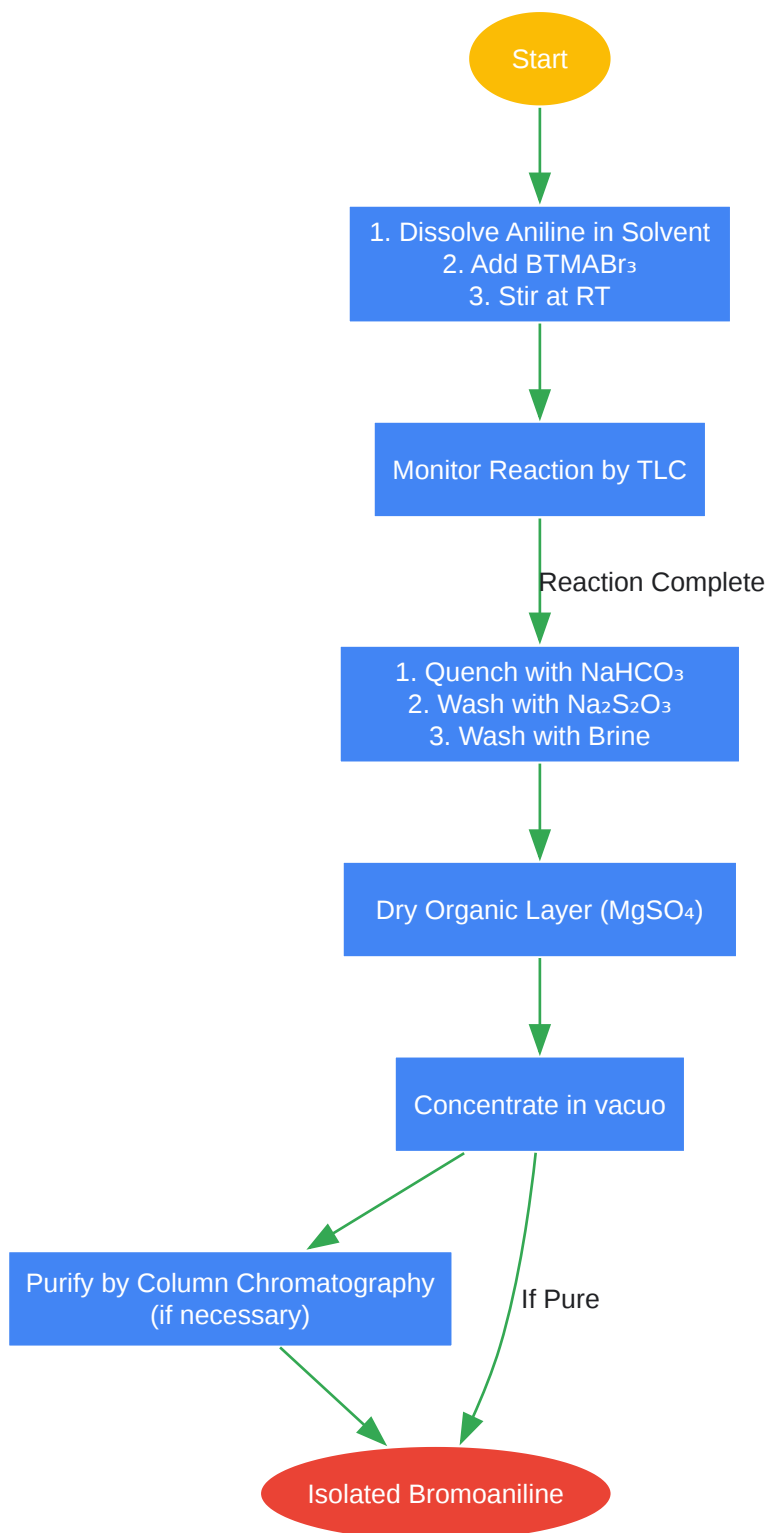 Start
1. Dissolve Aniline in Solvent
2. Add BTMABr₃
3. Stir at RT
Monitor Reaction by TLC
Reaction Complete
1. Quench with NaHCO₃
2. Wash with Na₂S₂O₃
3. Wash with Brine
Dry Organic Layer (MgSO₄)
Concentrate in vacuo
Purify by Column Chromatography
(if necessary)
If Pure
Isolated Bromoaniline